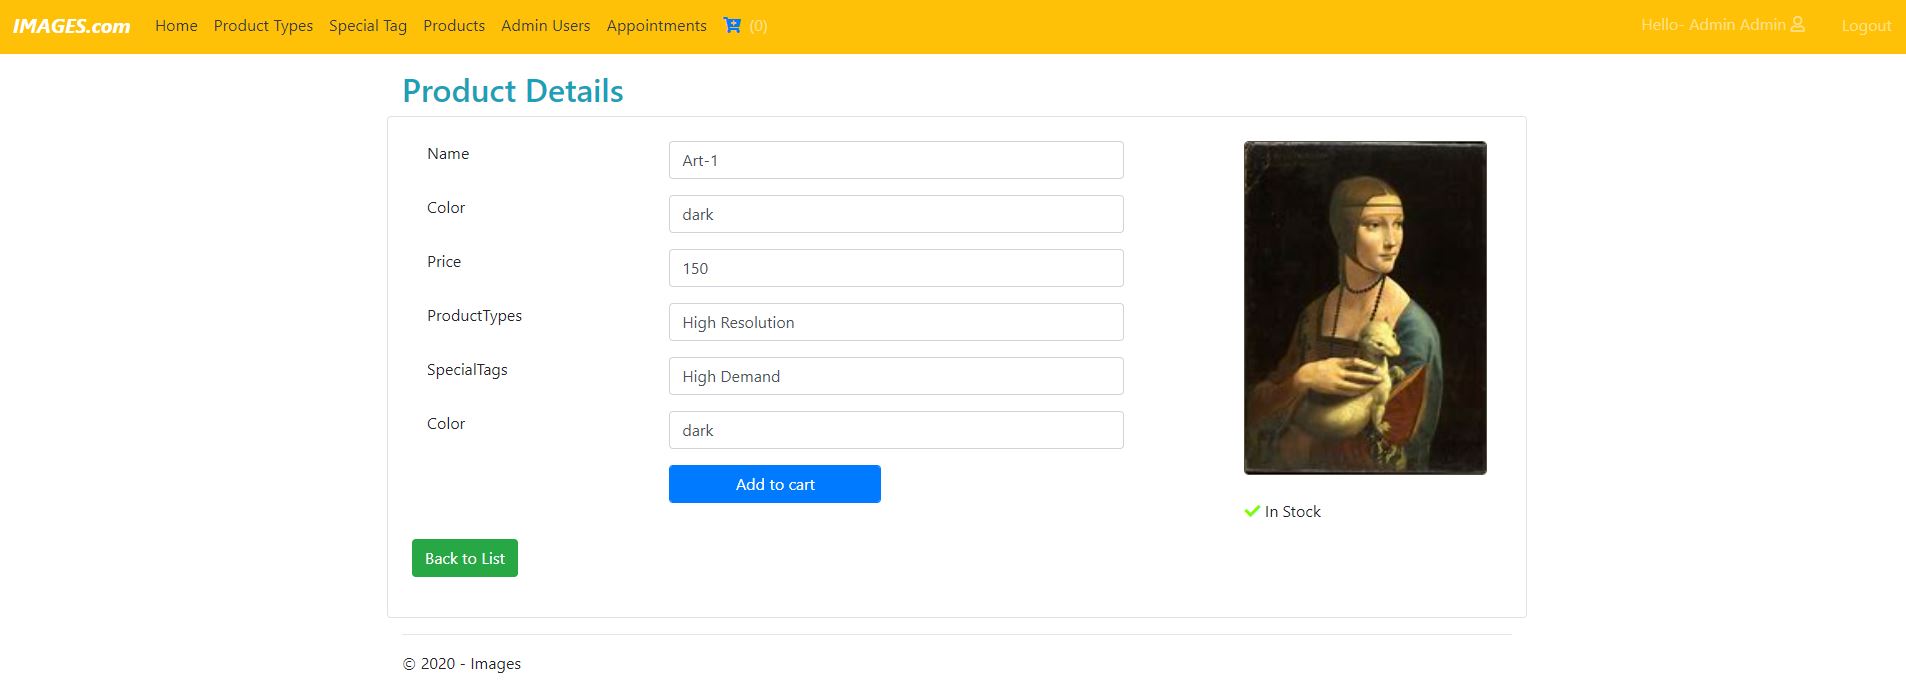 IMAGES.com Home Product Types Special Tag Products Admin Users Appointments (0) Hello- Admin Admin Logout
Product Details
Name Art-1
Color dark
Price 150
ProductTypes High Resolution
SpecialTags High Demand
Color dark
Add to cart
In Stock
Back to List
© 2020 - Images